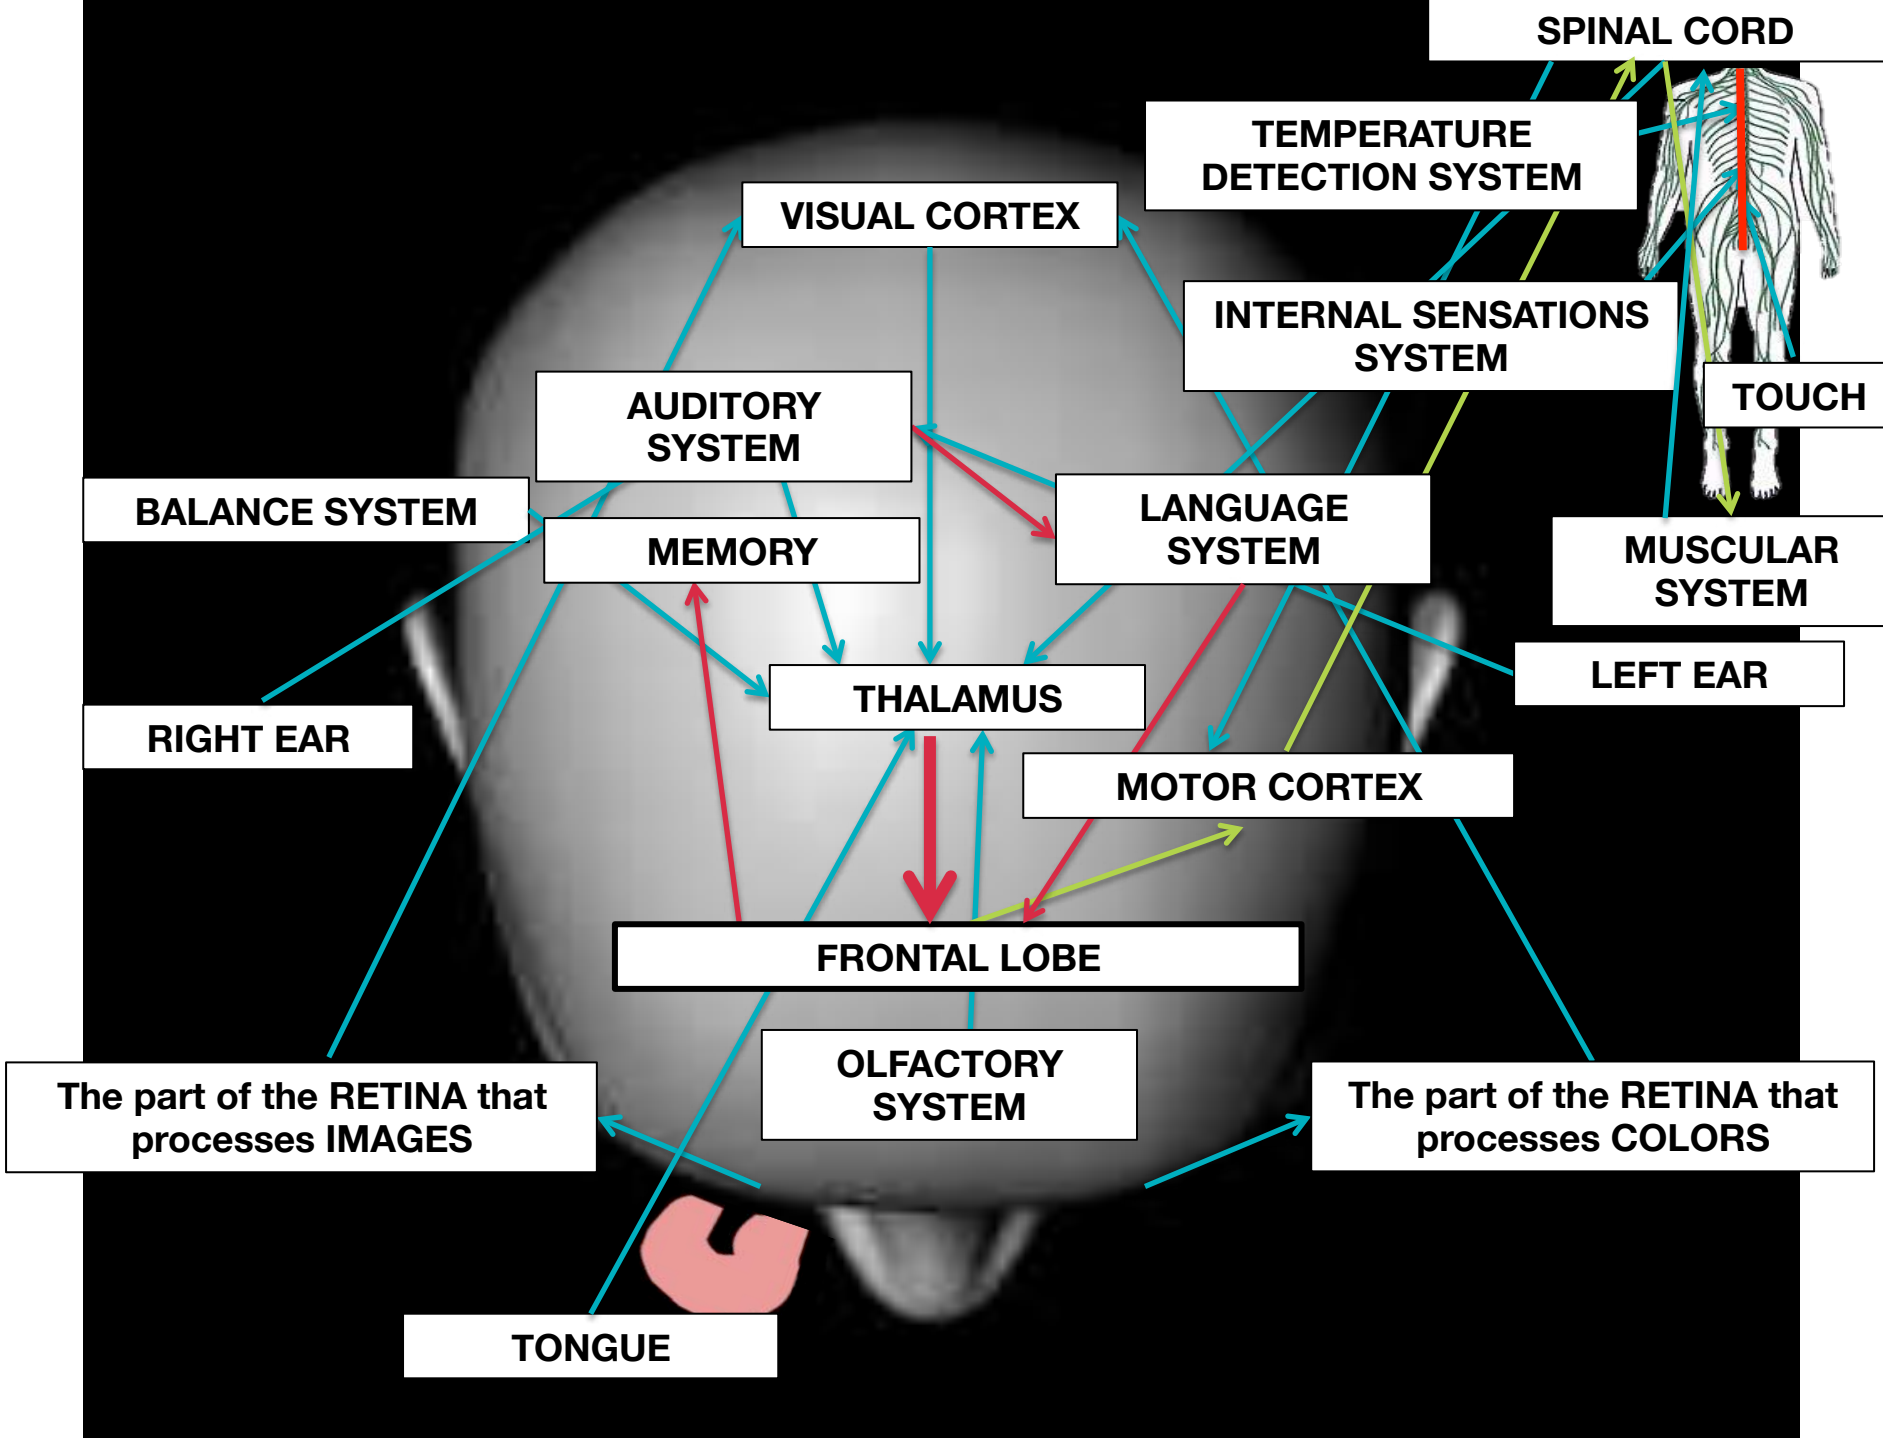 SPINAL CORD
TEMPERATURE
DETECTION SYSTEM
VISUAL CORTEX
INTERNAL SENSATIONS
SYSTEM
TOUCH
AUDITORY
SYSTEM
BALANCE SYSTEM
LANGUAGE
SYSTEM
MEMORY
MUSCULAR
SYSTEM
LEFT EAR
THALAMUS
RIGHT EAR
MOTOR CORTEX
FRONTAL LOBE
OLFACTORY
SYSTEM
The part of the RETINA that
processes IMAGES
The part of the RETINA that
processes COLORS
TONGUE